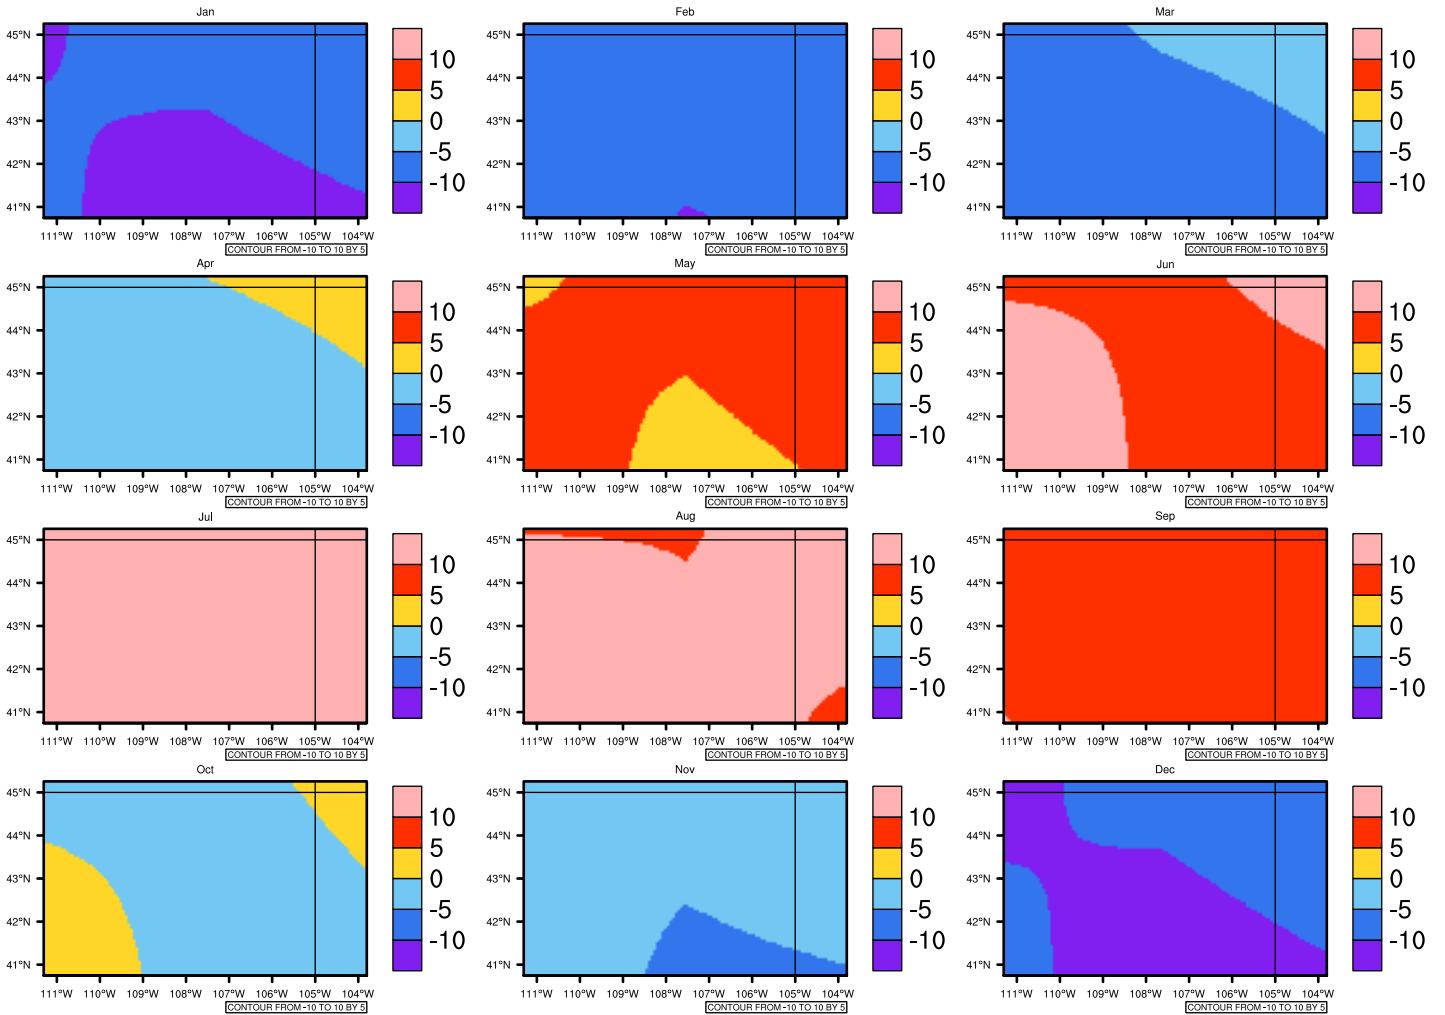 Jan Feb Mar
45°N 10 45°N 10 45°N 10
44°N 5 44°N 5 44°N 5
43°N 0 43°N 0 43°N 0
42°N -5 42°N -5 42°N -5
41°N -10 41°N -10 41°N -10
111°W 110°W 109°W 108°W 107°W 106°W 105°W 104°W 111°W 110°W 109°W 108°W 107°W 106°W 105°W 104°W 111°W 110°W 109°W 108°W 107°W 106°W 105°W 104°W
CONTOUR FROM -10 TO 10 BY 5 CONTOUR FROM -10 TO 10 BY 5 CONTOUR FROM -10 TO 10 BY 5
Apr May Jun
45°N 10 45°N 10 45°N 10
44°N 5 44°N 5 44°N 5
43°N 0 43°N 0 43°N 0
42°N -5 42°N -5 42°N -5
41°N -10 41°N -10 41°N -10
111°W 110°W 109°W 108°W 107°W 106°W 105°W 104°W 111°W 110°W 109°W 108°W 107°W 106°W 105°W 104°W 111°W 110°W 109°W 108°W 107°W 106°W 105°W 104°W
CONTOUR FROM -10 TO 10 BY 5 CONTOUR FROM -10 TO 10 BY 5 CONTOUR FROM -10 TO 10 BY 5
Jul Aug Sep
45°N 10 45°N 10 45°N 10
44°N 5 44°N 5 44°N 5
43°N 0 43°N 0 43°N 0
42°N -5 42°N -5 42°N -5
41°N -10 41°N -10 41°N -10
111°W 110°W 109°W 108°W 107°W 106°W 105°W 104°W 111°W 110°W 109°W 108°W 107°W 106°W 105°W 104°W 111°W 110°W 109°W 108°W 107°W 106°W 105°W 104°W
CONTOUR FROM -10 TO 10 BY 5 CONTOUR FROM -10 TO 10 BY 5 CONTOUR FROM -10 TO 10 BY 5
Oct Nov Dec
45°N 10 45°N 10 45°N 10
44°N 5 44°N 5 44°N 5
43°N 0 43°N 0 43°N 0
42°N -5 42°N -5 42°N -5
41°N -10 41°N -10 41°N -10
111°W 110°W 109°W 108°W 107°W 106°W 105°W 104°W 111°W 110°W 109°W 108°W 107°W 106°W 105°W 104°W 111°W 110°W 109°W 108°W 107°W 106°W 105°W 104°W
CONTOUR FROM -10 TO 10 BY 5 CONTOUR FROM -10 TO 10 BY 5 CONTOUR FROM -10 TO 10 BY 5